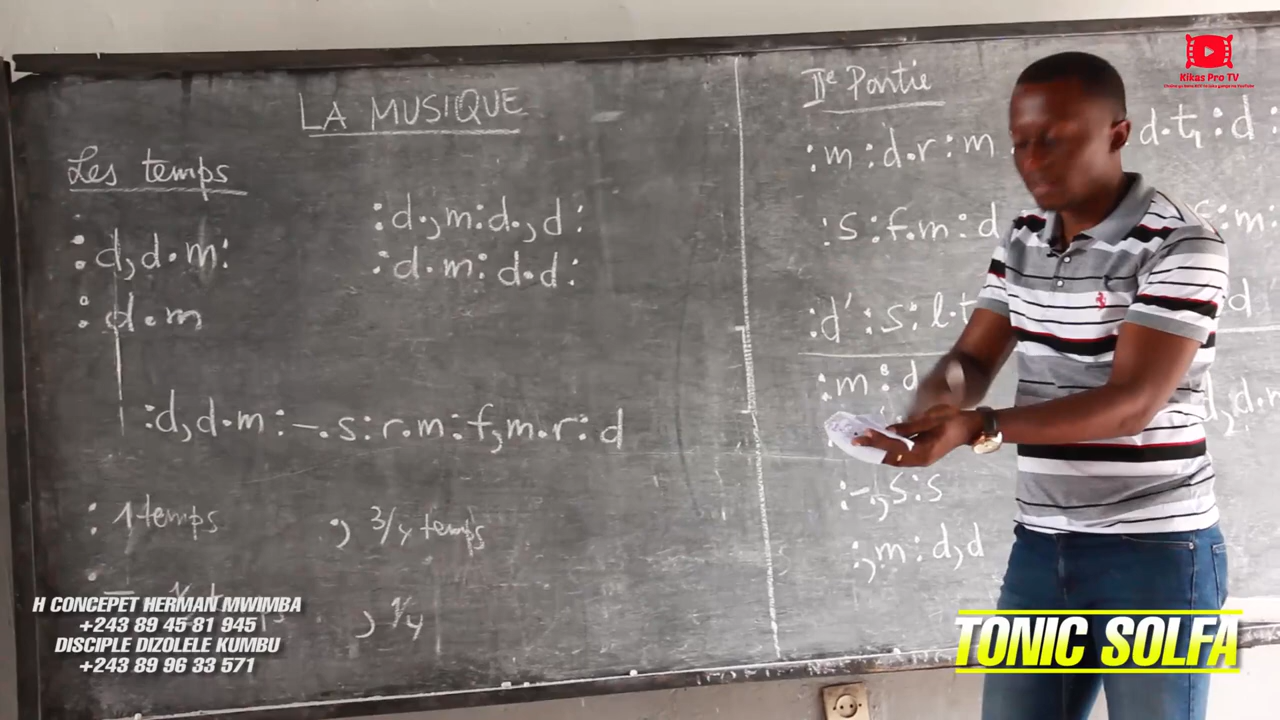 LA MUSIQUE
Les temps
:d,d.m:
:d.m
:d.,m:d.,d:
:d.m:d.d:
:d,d.m:-.s:r.m:f,m.r:d
: 1 temps
., 3/4 temps
, 1/4
IIe Partie
:m:d.r:m
d.t₁:d:
:s:f.m:d
:m:
:d':s:l.t
d'
:m:d
d,d.
:-,s:s
:,m:d,d
Kikas Pro TV
H CONCEPET HERMAN MWIMBA
+243 89 45 81 945
DISCIPLE DIZOLELE KUMBU
+243 89 96 33 571
TONIC SOLFA